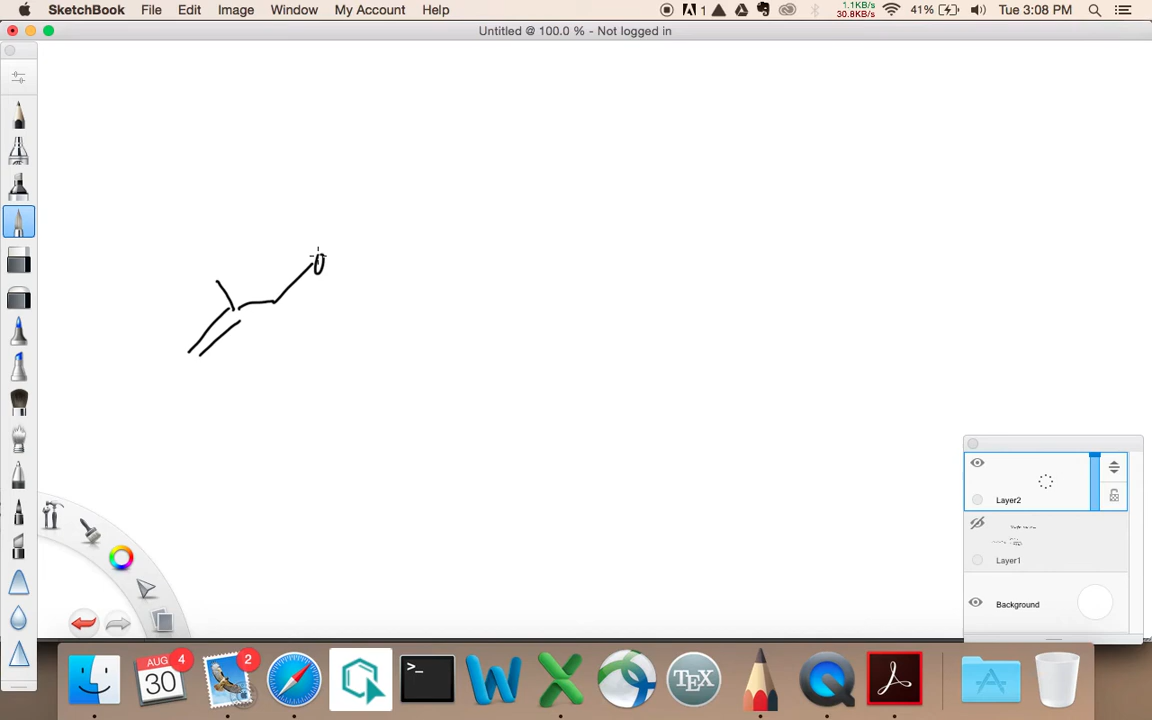 SketchBook File Edit Image Window My Account Help 1 1.1KB/s 30.8KB/s 41% Tue 3:08 PM
Untitled @ 100.0 % - Not logged in
O
Layer2
Layer1
Background
AUG 4
30
2
>_
W
X
TEX
A